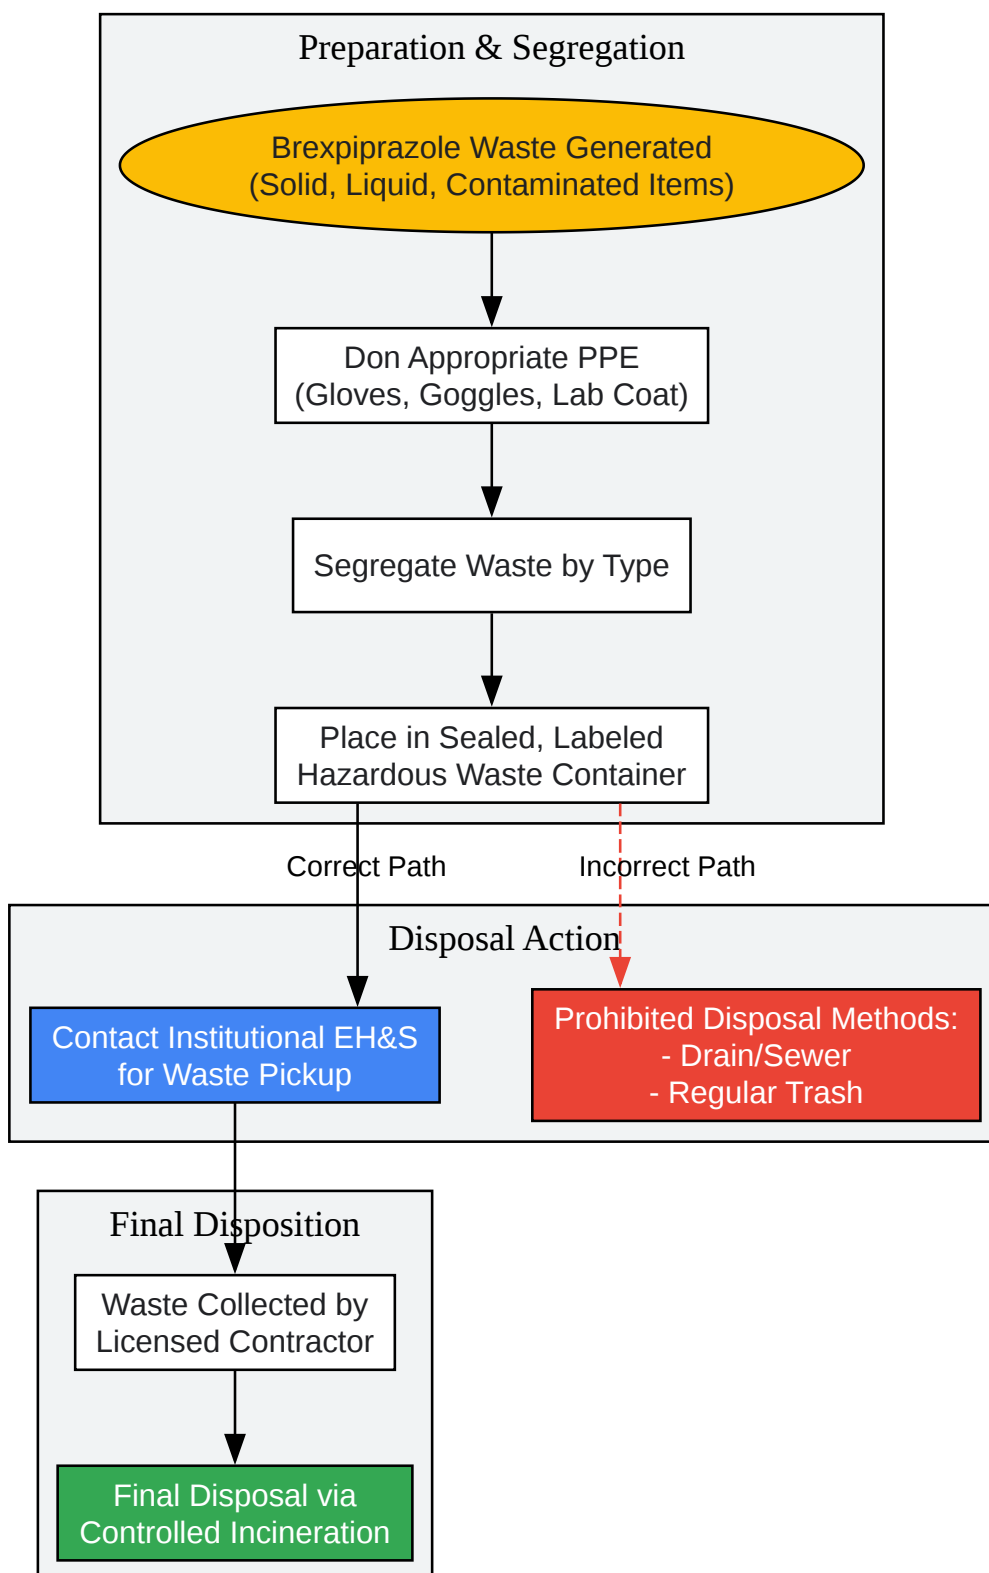 Preparation & Segregation
Brexpiprazole Waste Generated
(Solid, Liquid, Contaminated Items)
Don Appropriate PPE
(Gloves, Goggles, Lab Coat)
Segregate Waste by Type
Place in Sealed, Labeled
Hazardous Waste Container
Correct Path
Incorrect Path
Disposal Action
Contact Institutional EH&S
for Waste Pickup
Prohibited Disposal Methods:
- Drain/Sewer
- Regular Trash
Final Disposition
Waste Collected by
Licensed Contractor
Final Disposal via
Controlled Incineration